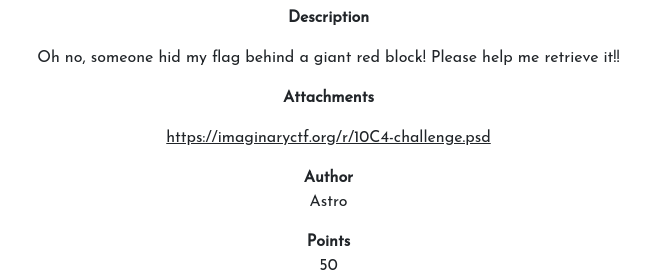 Description
Oh no, someone hid my flag behind a giant red block! Please help me retrieve it!!
Attachments
https://imaginaryctf.org/r/10C4-challenge.psd
Author
Astro
Points
50